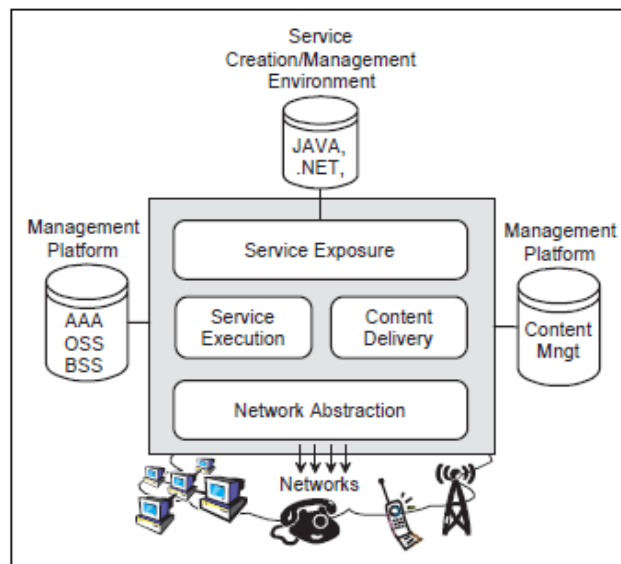 Service
Creation/Management
Environment
JAVA,
.NET,
Management
Platform
AAA
OSS
BSS
Service Exposure
Service
Execution
Content
Delivery
Network Abstraction
Management
Platform
Content
Mngt
Networks